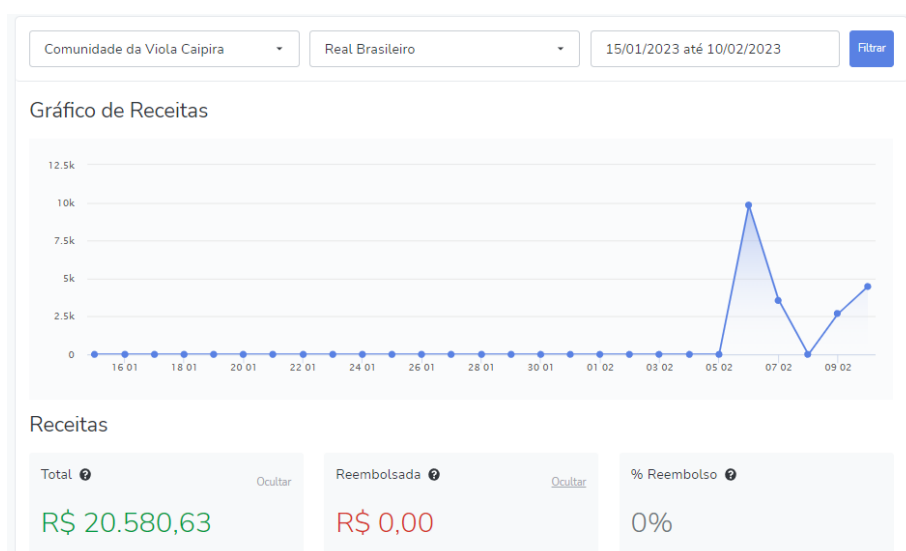 Comunidade da Viola Caipira
Real Brasileiro
15/01/2023 até 10/02/2023
Filtrar
Gráfico de Receitas
12.5k
10k
7.5k
5k
2.5k
0
16 01 18 01 20 01 22 01 24 01 26 01 28 01 30 01 01 02 03 02 05 02 07 02 09 02
Receitas
Total ? Ocultar
R$ 20.580,63
Reembolsada ? Ocultar
R$ 0,00
% Reembolso ?
0%